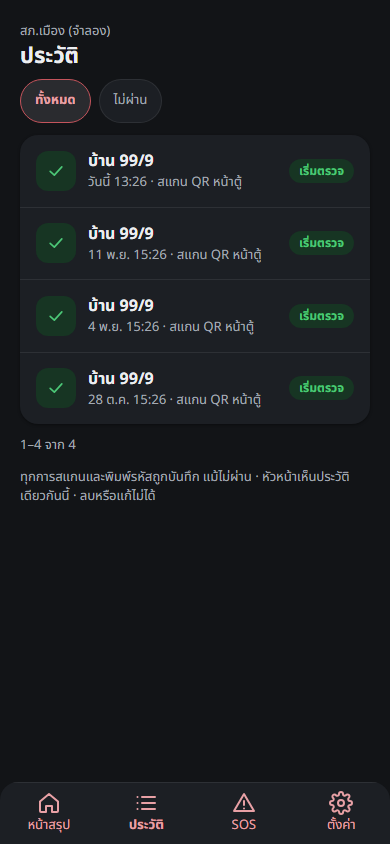 สภ.เมือง (จำลอง)
ประวัติ
ทั้งหมด
ไม่ผ่าน
บ้าน 99/9
วันนี้ 13:26 · สแกน QR หน้าตู้
เริ่มตรวจ
บ้าน 99/9
11 พ.ย. 15:26 · สแกน QR หน้าตู้
เริ่มตรวจ
บ้าน 99/9
4 พ.ย. 15:26 · สแกน QR หน้าตู้
เริ่มตรวจ
บ้าน 99/9
28 ต.ค. 15:26 · สแกน QR หน้าตู้
เริ่มตรวจ
1–4 จาก 4
ทุกการสแกนและพิมพ์รหัสถูกบันทึก แม้ไม่ผ่าน · หัวหน้าเห็นประวัติ
เดียวกันนี้ · ลบหรือแก้ไม่ได้
หน้าสรุป
ประวัติ
SOS
ตั้งค่า